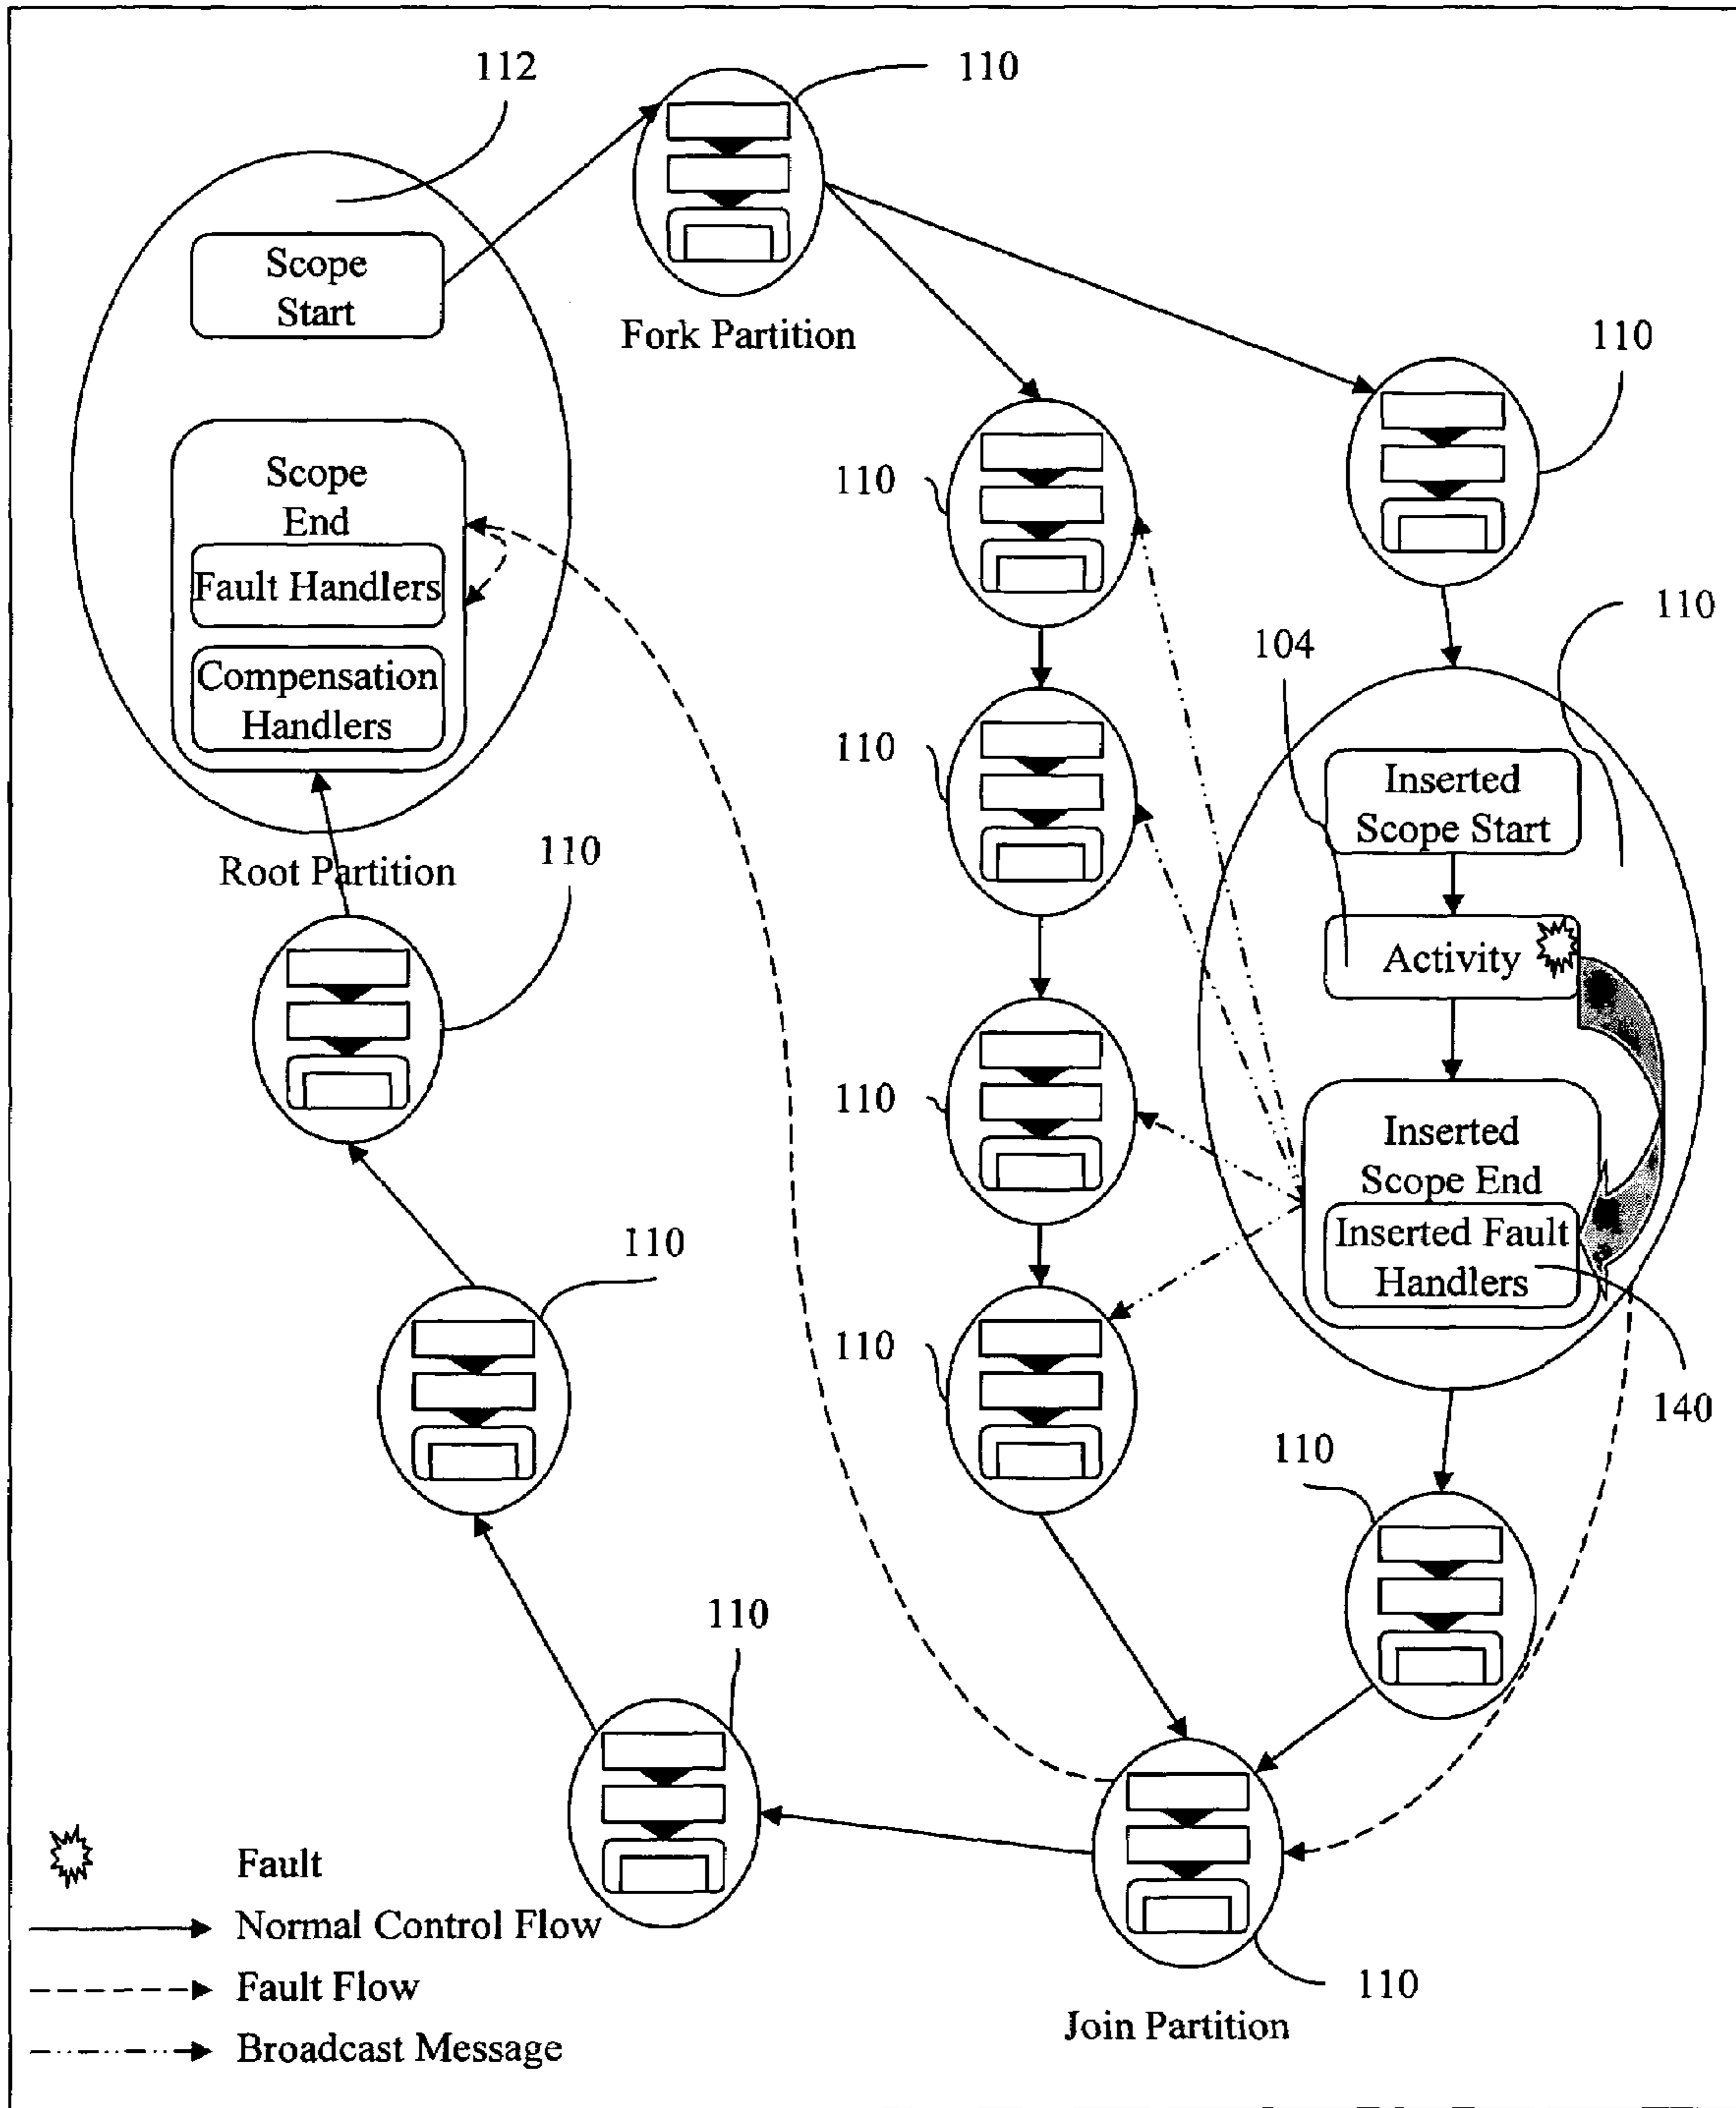 112
110
Scope
Start
Fork Partition
110
Scope
End
110
Fault Handlers
110
104
Compensation
Handlers
110
Inserted
Scope Start
Root Partition
110
Activity
110
Inserted
Scope End
Inserted Fault
Handlers
110
110
140
110
110
110
Join Partition
Fault
Normal Control Flow
Fault Flow
Broadcast Message